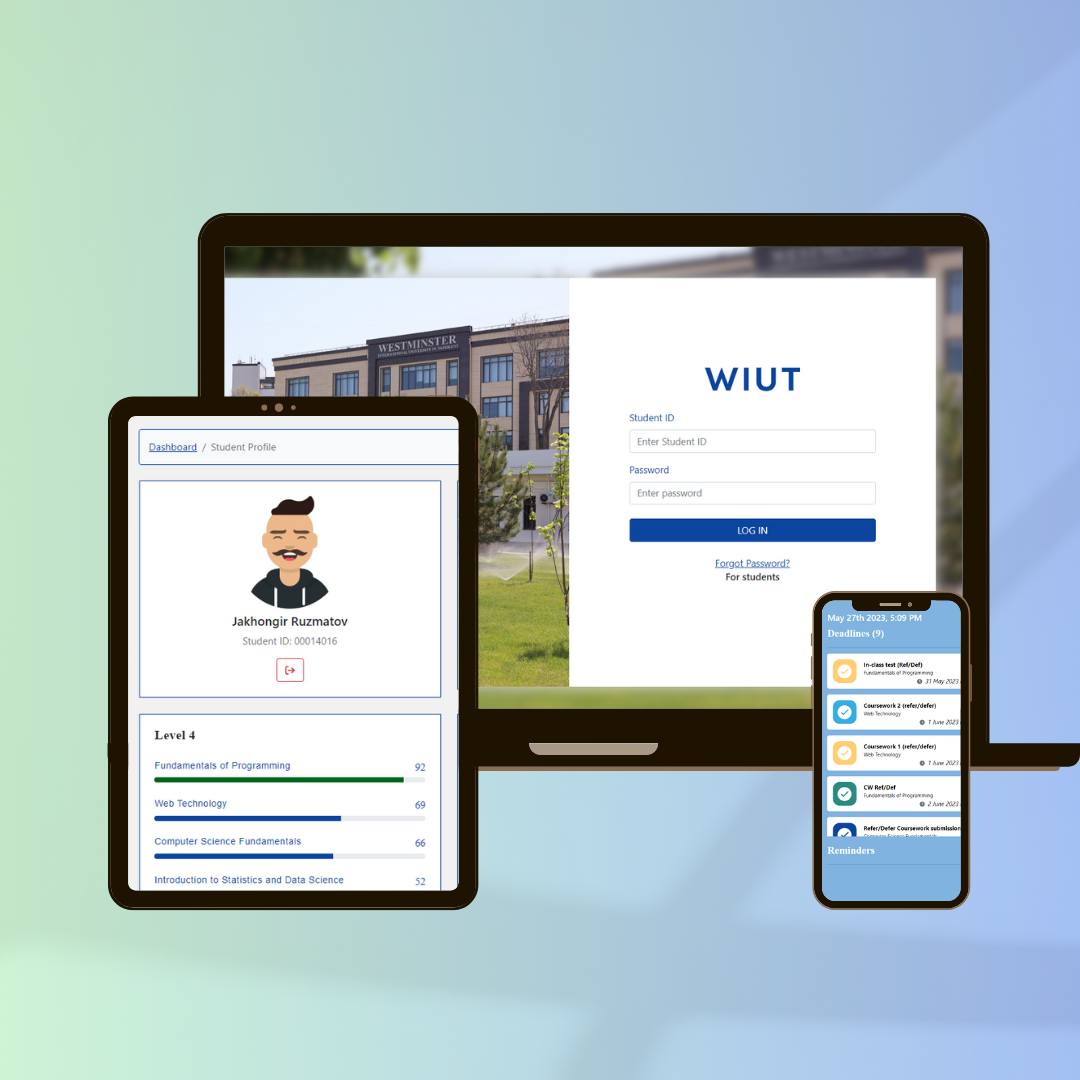 WESTMINSTER
INTERNATIONAL UNIVERSITY IN TASHKENT
WIUT
Student ID
Enter Student ID
Password
Enter password
LOG IN
Forgot Password?
For students
Dashboard / Student Profile
Jakhongir Ruzmatov
Student ID: 00014016
Level 4
Fundamentals of Programming 92
Web Technology 69
Computer Science Fundamentals 66
Introduction to Statistics and Data Science 52
May 27th 2023, 5:09 PM
Deadlines (9)
In-class test (Ref/Def)
Fundamentals of Programming
31 May 2023
Coursework 2 (refer/defer)
Web Technology
1 June 2023
Coursework 1 (refer/defer)
Web Technology
1 June 2023
CW Ref/Def
Fundamentals of Programming
2 June 2023
Refer/Defer Coursework submission
Computer Science Fundamentals
Reminders